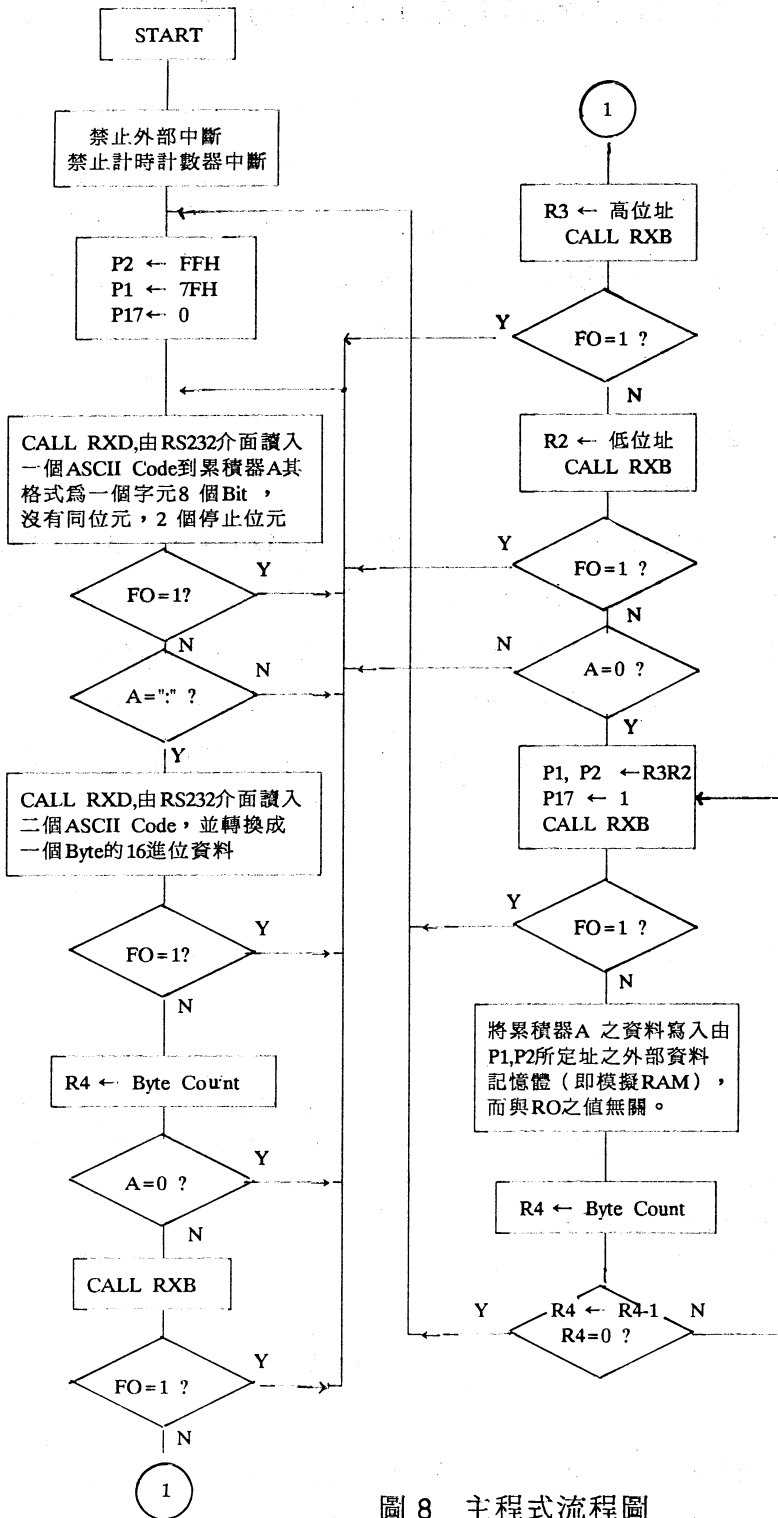 START
禁止外部中斷
禁止計時計數器中斷
P2 ← FFH
P1 ← 7FH
P17← 0
CALL RXD,由RS232介面讀入
一個ASCII Code到累積器A其
格式為一個字元8 個Bit ,
沒有同位元,2 個停止位元
FO=1?
Y
N
A=":" ?
N
Y
CALL RXD,由RS232介面讀入
二個ASCII Code,並轉換成
一個Byte的16進位資料
FO=1?
Y
N
R4 ← Byte Count
A=0 ?
Y
N
CALL RXB
FO=1 ?
Y
N
1
1
R3 ← 高位址
CALL RXB
Y
FO=1 ?
N
R2 ← 低位址
CALL RXB
Y
FO=1 ?
N
N
A=0 ?
Y
P1, P2 ←R3R2
P17 ← 1
CALL RXB
Y
FO=1 ?
N
將累積器A 之資料寫入由
P1,P2所定址之外部資料
記憶體(即模擬RAM),
而與RO之值無關。
R4 ← Byte Count
Y
R4 ← R4-1
N
R4=0 ?
圖 8 主程式流程圖